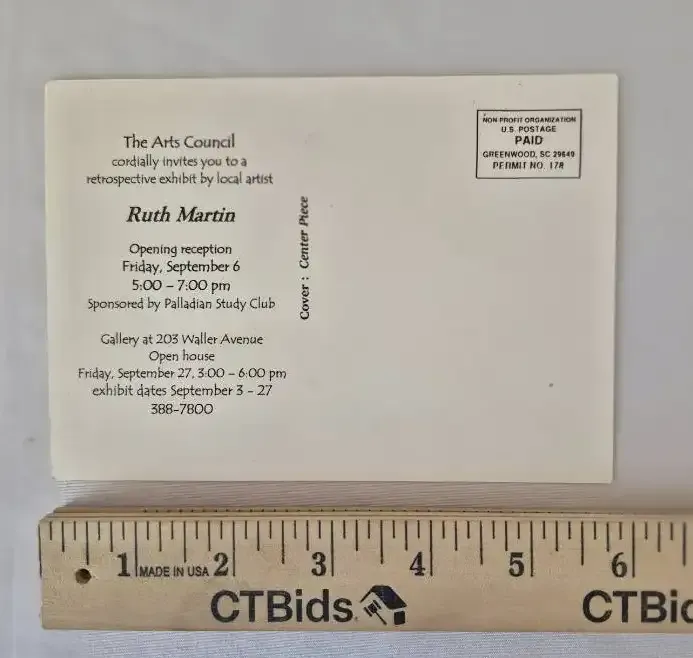 The Arts Council
cordially invites you to a
retrospective exhibit by local artist
Ruth Martin
Opening reception
Friday, September 6
5:00 – 7:00 pm
Sponsored by Palladian Study Club
Gallery at 203 Waller Avenue
Open house
Friday, September 27, 3:00 – 6:00 pm
exhibit dates September 3 - 27
388-7800
Cover : Center Piece
NON PROFIT ORGANIZATION
U.S. POSTAGE
PAID
GREENWOOD, SC 29649
PERMIT NO. 178
1 MADE IN USA 2 3 4 5 6
CTBids CTBid